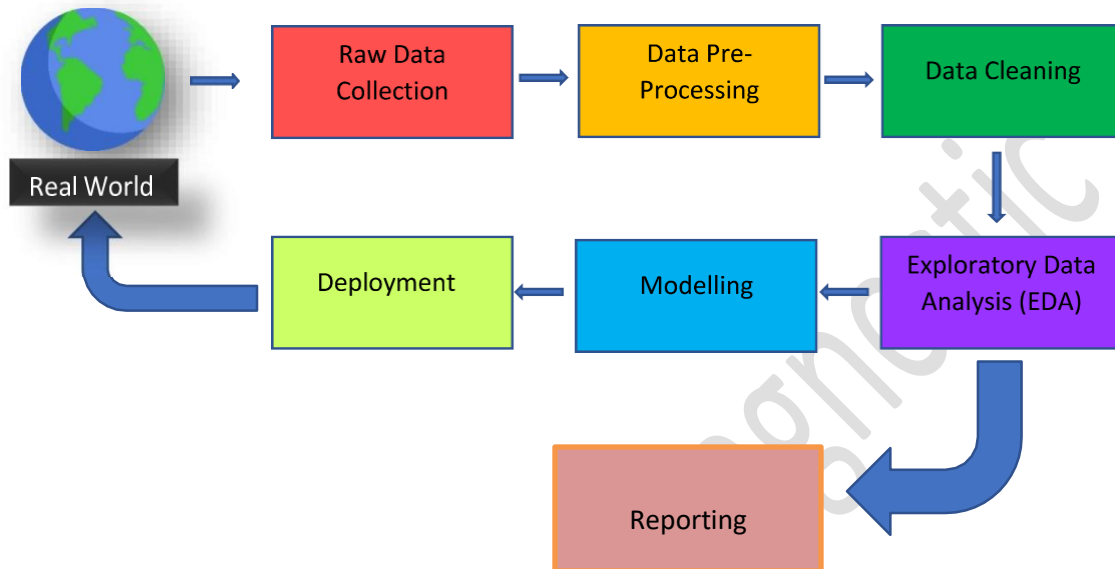 Real World
Raw Data
Collection
Data Pre-
Processing
Data Cleaning
Exploratory Data
Analysis (EDA)
Modelling
Deployment
Reporting